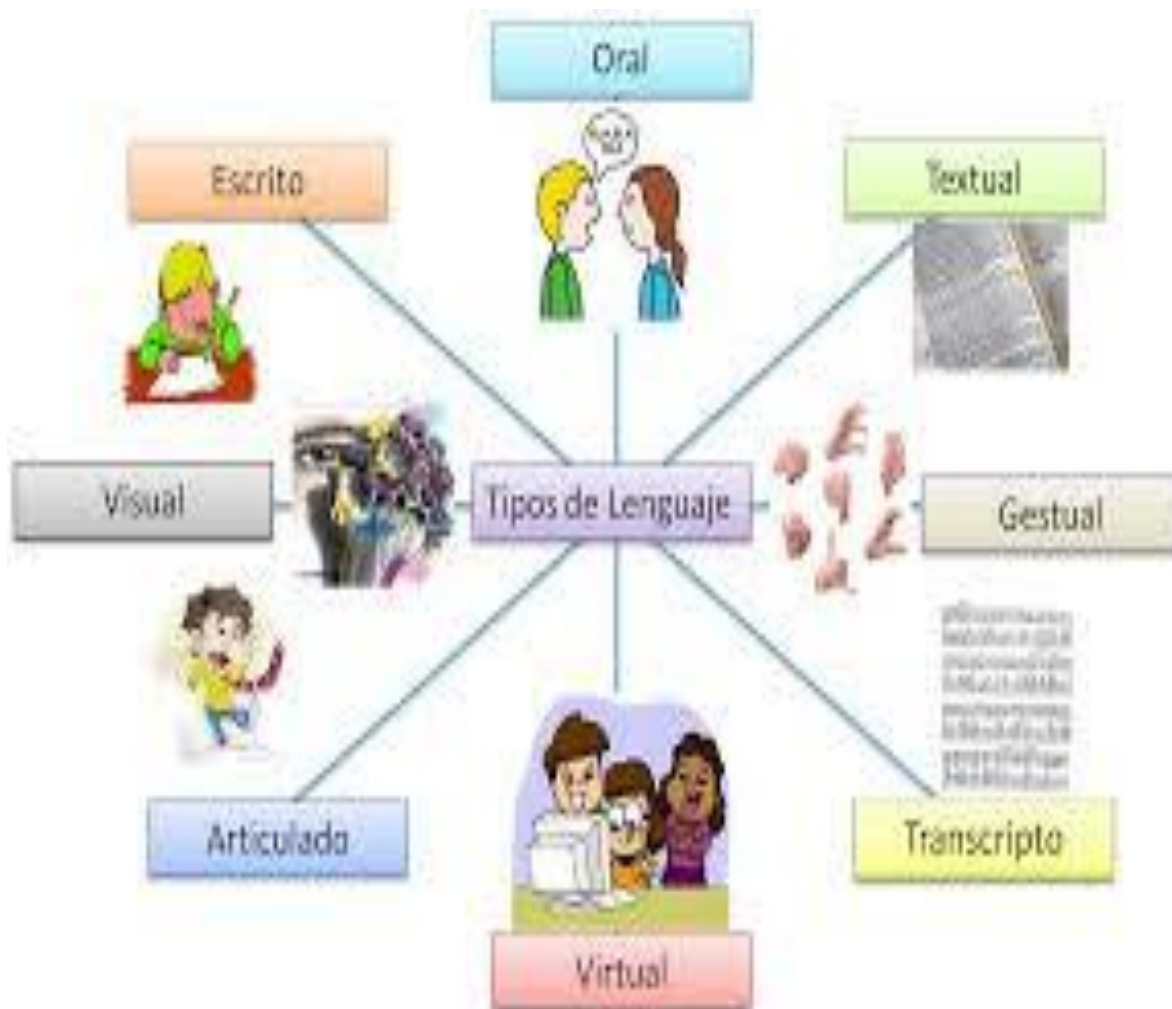 Oral
Escrito
Textual
Visual
Tipos de Lenguaje
Gestual
Articulado
Transcripto
Virtual